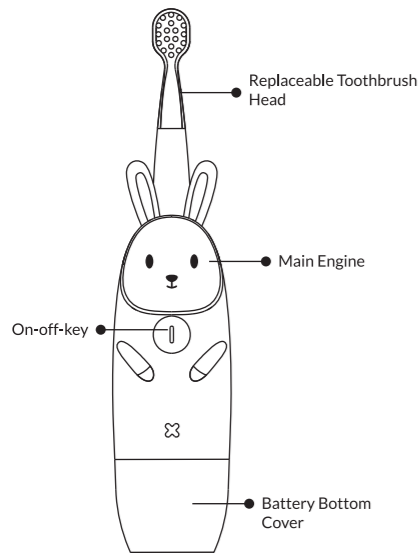 Replaceable Toothbrush
Head
Main Engine
On-off-key
Battery Bottom
Cover